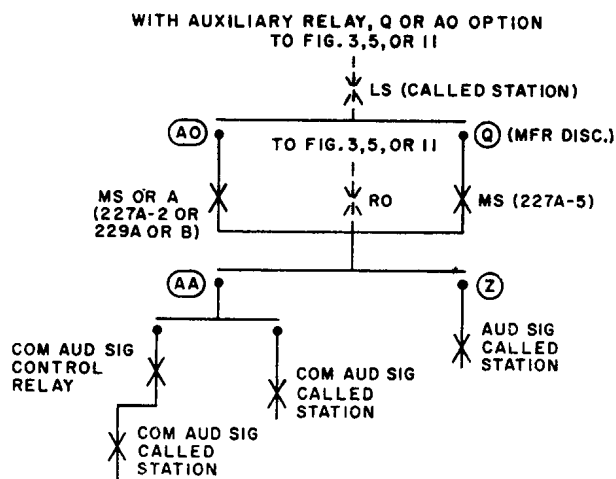 WITH AUXILIARY RELAY, Q OR AO OPTION
TO FIG. 3, 5, OR 11
LS (CALLED STATION)
AO
TO FIG. 3, 5, OR 11
Q (MFR DISC.)
MS OR A
(227A-2 OR
229A OR B)
RO
MS (227A-5)
AA
Z
COM AUD SIG
CONTROL
RELAY
COM AUD SIG
CALLED
STATION
AUD SIG
CALLED
STATION
COM AUD SIG
CALLED
STATION